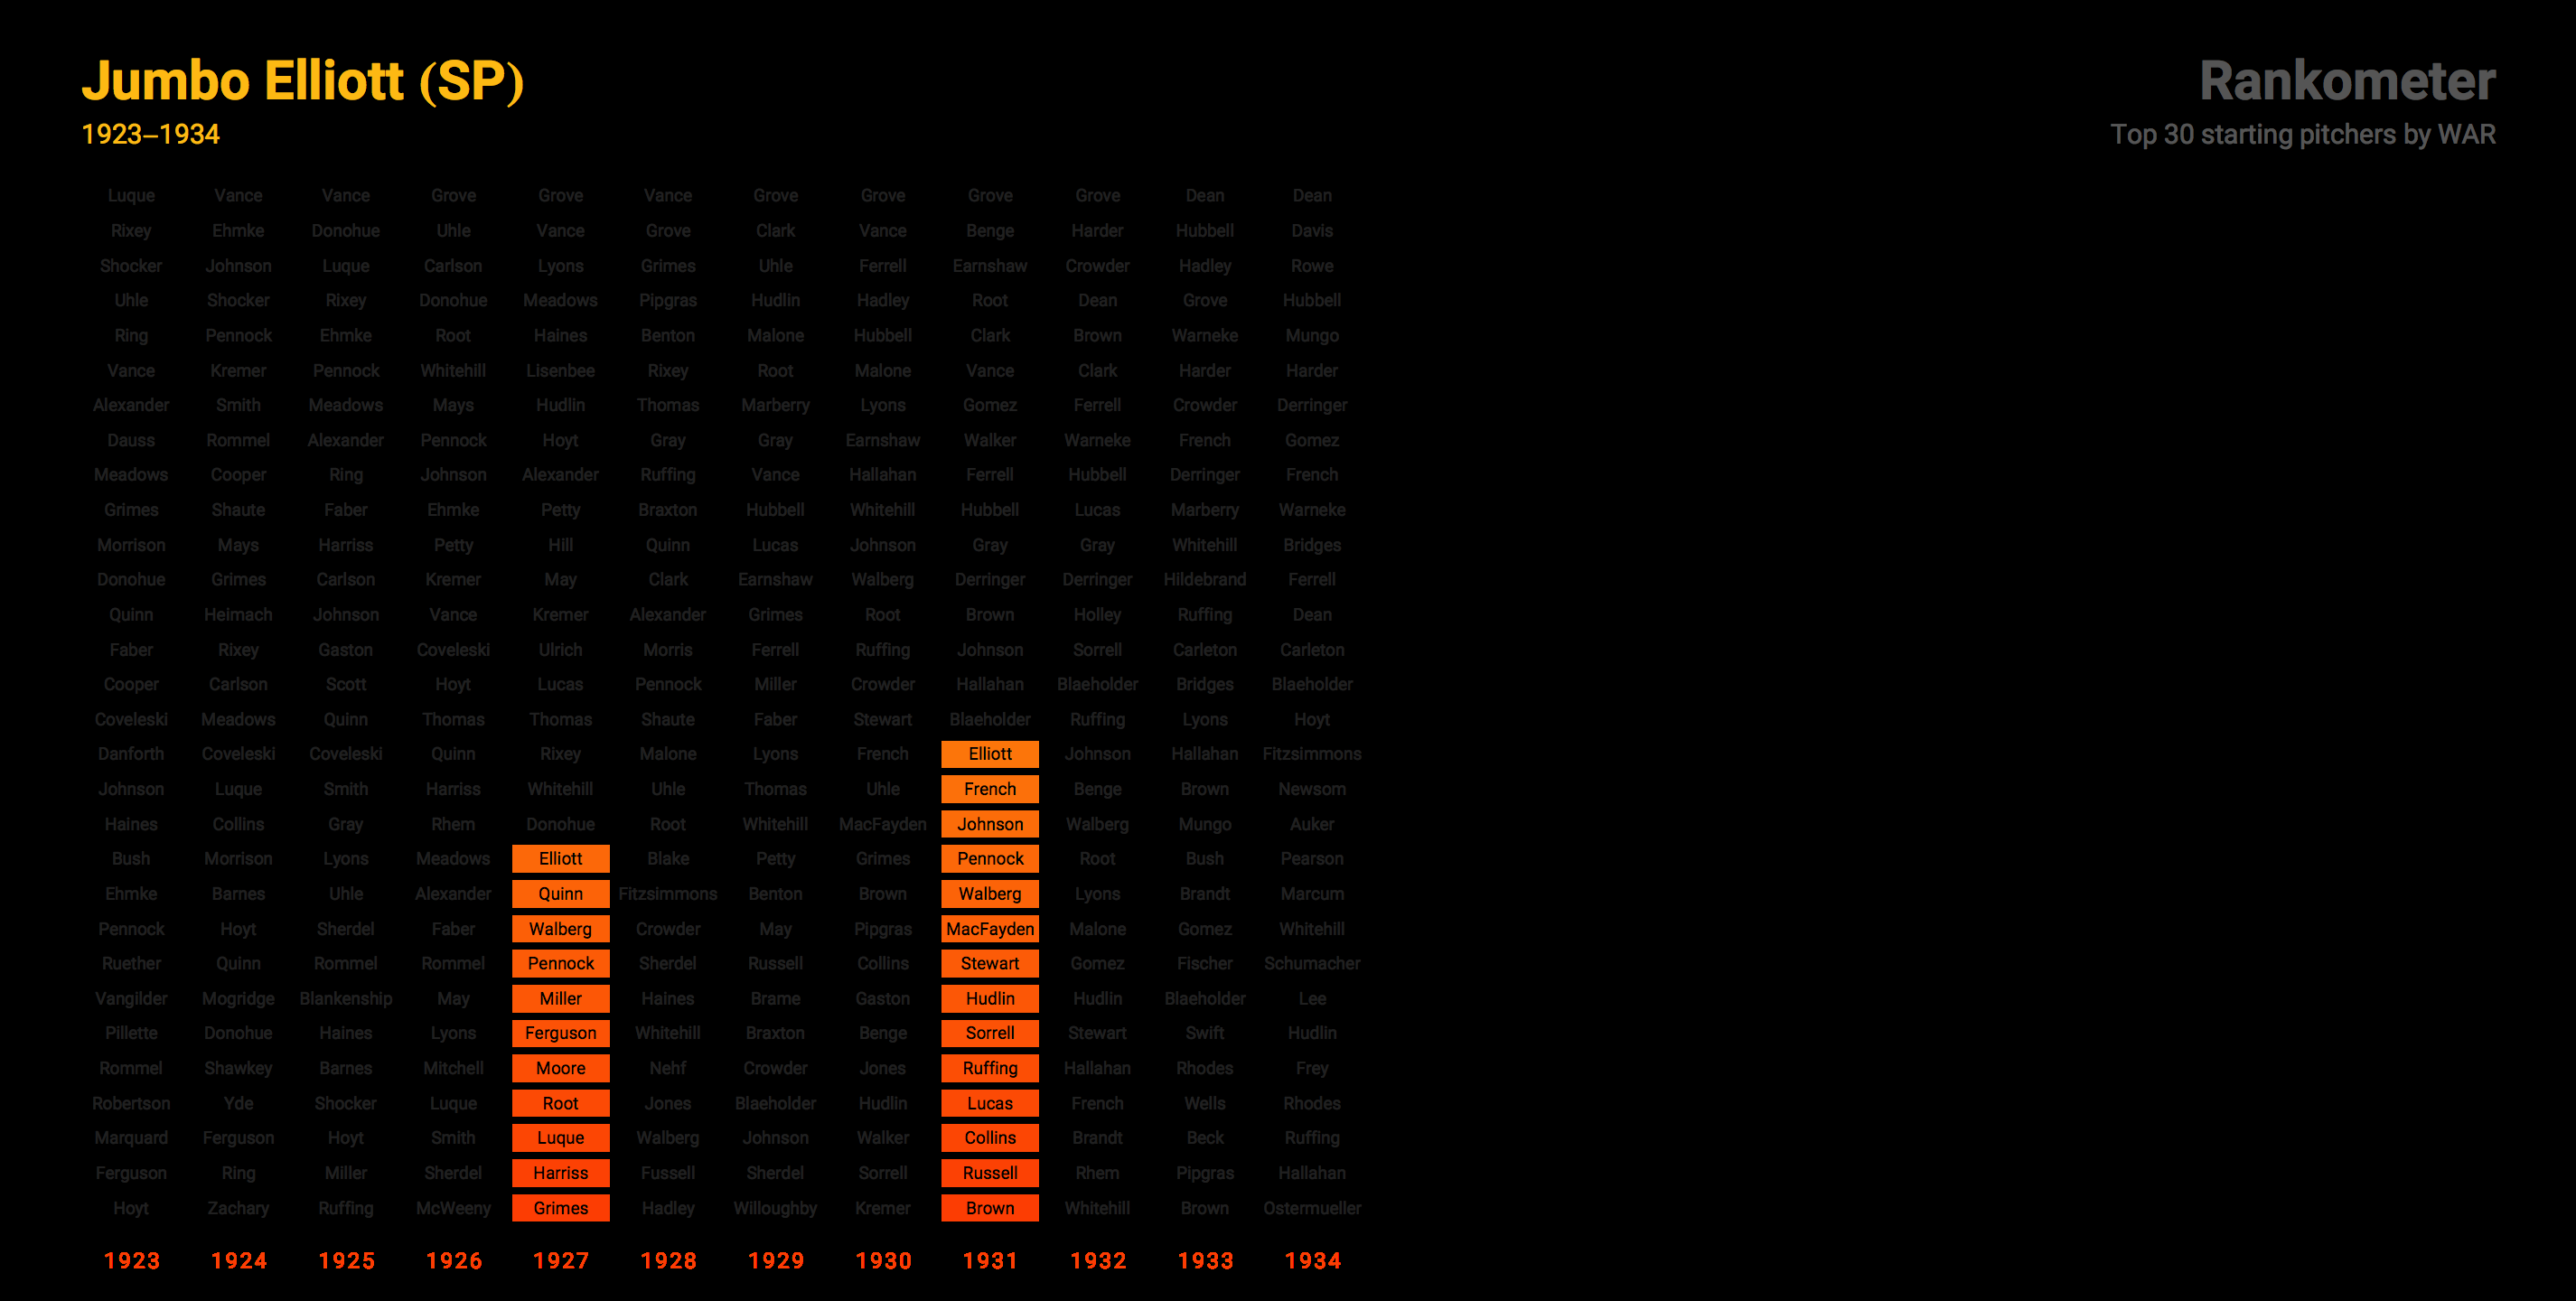 Jumbo Elliott (SP)
Rankometer
1923–1934
Top 30 starting pitchers by WAR
Luque Vance Vance Grove Grove Vance Grove Grove Grove Grove Dean Dean
Rixey Ehmke Donohue Uhle Vance Grove Clark Vance Benge Harder Hubbell Davis
Shocker Johnson Luque Carlson Lyons Grimes Uhle Ferrell Earnshaw Crowder Hadley Rowe
Uhle Shocker Rixey Donohue Meadows Pipgras Hudlin Hadley Root Dean Grove Hubbell
Ring Pennock Ehmke Root Haines Benton Malone Hubbell Clark Brown Warneke Mungo
Vance Kremer Pennock Whitehill Lisenbee Rixey Root Malone Vance Clark Harder Harder
Alexander Smith Meadows Mays Hudlin Thomas Marberry Lyons Gomez Ferrell Crowder Derringer
Dauss Rommel Alexander Pennock Hoyt Gray Gray Earnshaw Walker Warneke French Gomez
Meadows Cooper Ring Johnson Alexander Ruffing Vance Hallahan Ferrell Hubbell Derringer French
Grimes Shaute Faber Ehmke Petty Braxton Hubbell Whitehill Hubbell Lucas Marberry Warneke
Morrison Mays Harriss Petty Hill Quinn Lucas Johnson Gray Gray Whitehill Bridges
Donohue Grimes Carlson Kremer May Clark Earnshaw Walberg Derringer Derringer Hildebrand Ferrell
Quinn Heimach Johnson Vance Kremer Alexander Grimes Root Brown Holley Ruffing Dean
Faber Rixey Gaston Coveleski Ulrich Morris Ferrell Ruffing Johnson Sorrell Carleton Carleton
Cooper Carlson Scott Hoyt Lucas Pennock Miller Crowder Hallahan Blaeholder Bridges Blaeholder
Coveleski Meadows Quinn Thomas Thomas Shaute Faber Stewart Blaeholder Ruffing Lyons Hoyt
Danforth Coveleski Coveleski Quinn Rixey Malone Lyons French Elliott Johnson Hallahan Fitzsimmons
Johnson Luque Smith Harriss Whitehill Uhle Thomas Uhle French Benge Brown Newsom
Haines Collins Gray Rhem Donohue Root Whitehill MacFayden Johnson Walberg Mungo Auker
Bush Morrison Lyons Meadows Elliott Blake Petty Grimes Pennock Root Bush Pearson
Ehmke Barnes Uhle Alexander Quinn Fitzsimmons Benton Brown Walberg Lyons Brandt Marcum
Pennock Hoyt Sherdel Faber Walberg Crowder May Pipgras MacFayden Malone Gomez Whitehill
Ruether Quinn Rommel Rommel Pennock Sherdel Russell Collins Stewart Gomez Fischer Schumacher
Vangilder Mogridge Blankenship May Miller Haines Brame Gaston Hudlin Hudlin Blaeholder Lee
Pillette Donohue Haines Lyons Ferguson Whitehill Braxton Benge Sorrell Stewart Swift Hudlin
Rommel Shawkey Barnes Mitchell Moore Nehf Crowder Jones Ruffing Hallahan Rhodes Frey
Robertson Yde Shocker Luque Root Jones Blaeholder Hudlin Lucas French Wells Rhodes
Marquard Ferguson Hoyt Smith Luque Walberg Johnson Walker Collins Brandt Beck Ruffing
Ferguson Ring Miller Sherdel Harriss Fussell Sherdel Sorrell Russell Rhem Pipgras Hallahan
Hoyt Zachary Ruffing McWeeny Grimes Hadley Willoughby Kremer Brown Whitehill Brown Ostermueller
1923 1924 1925 1926 1927 1928 1929 1930 1931 1932 1933 1934